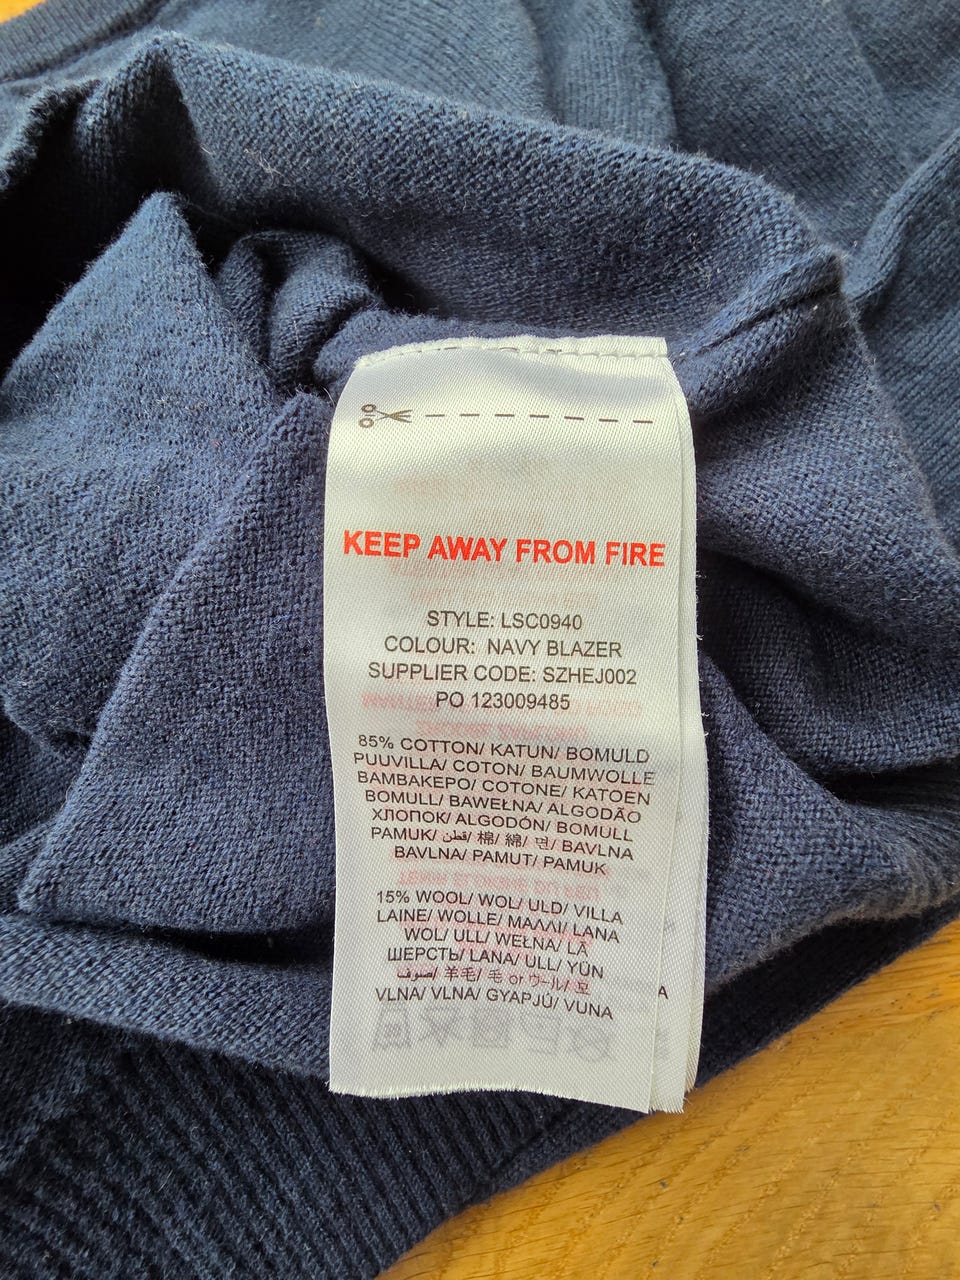 KEEP AWAY FROM FIRE
STYLE: LSC0940
COLOUR: NAVY BLAZER
SUPPLIER CODE: SZHEJ002
PO 123009485
85% COTTON/ KATUN/ BOMULD
PUUVILLA/ COTON/ BAUMWOLLE
ΒΑΜΒΑΚΕΡΟ/ COTONE/ KATOEN
BOMULL/ BAWEŁNA/ ALGODÃO
ХЛОПОК/ ALGODÓN/ BOMULL
PAMUK/ قطن/ 棉/ 綿/ 면/ BAVLNA
BAVLNA/ PAMUT/ PAMUK
15% WOOL/ WOL/ ULD/ VILLA
LAINE/ WOLLE/ ΜΑΛΛΙ/ LANA
WOL/ ULL/ WEŁNA/ LÃ
ШЕРСТЬ/ LANA/ ULL/ YÜN
صوف/ 羊毛/ 毛 or ウール/ 모
VLNA/ VLNA/ GYAPJÚ/ VUNA
A